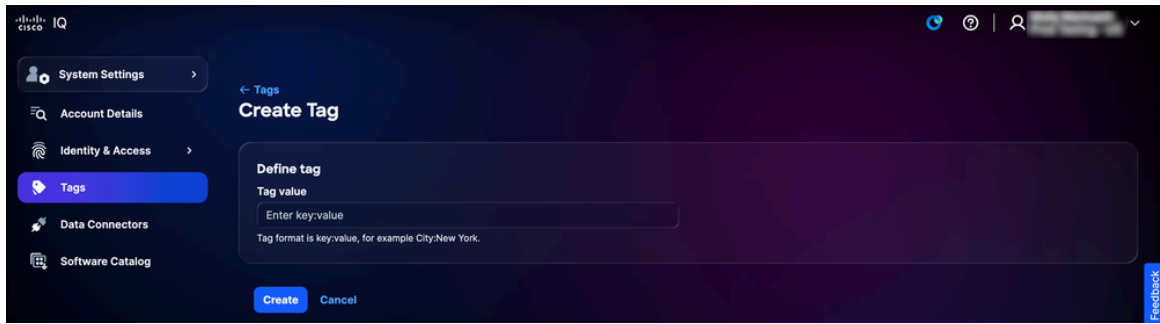 cisco IQ
System Settings
Account Details
Identity & Access
Tags
Data Connectors
Software Catalog
← Tags
Create Tag
Define tag
Tag value
Enter key:value
Tag format is key:value, for example City:New York.
Create Cancel
Feedback